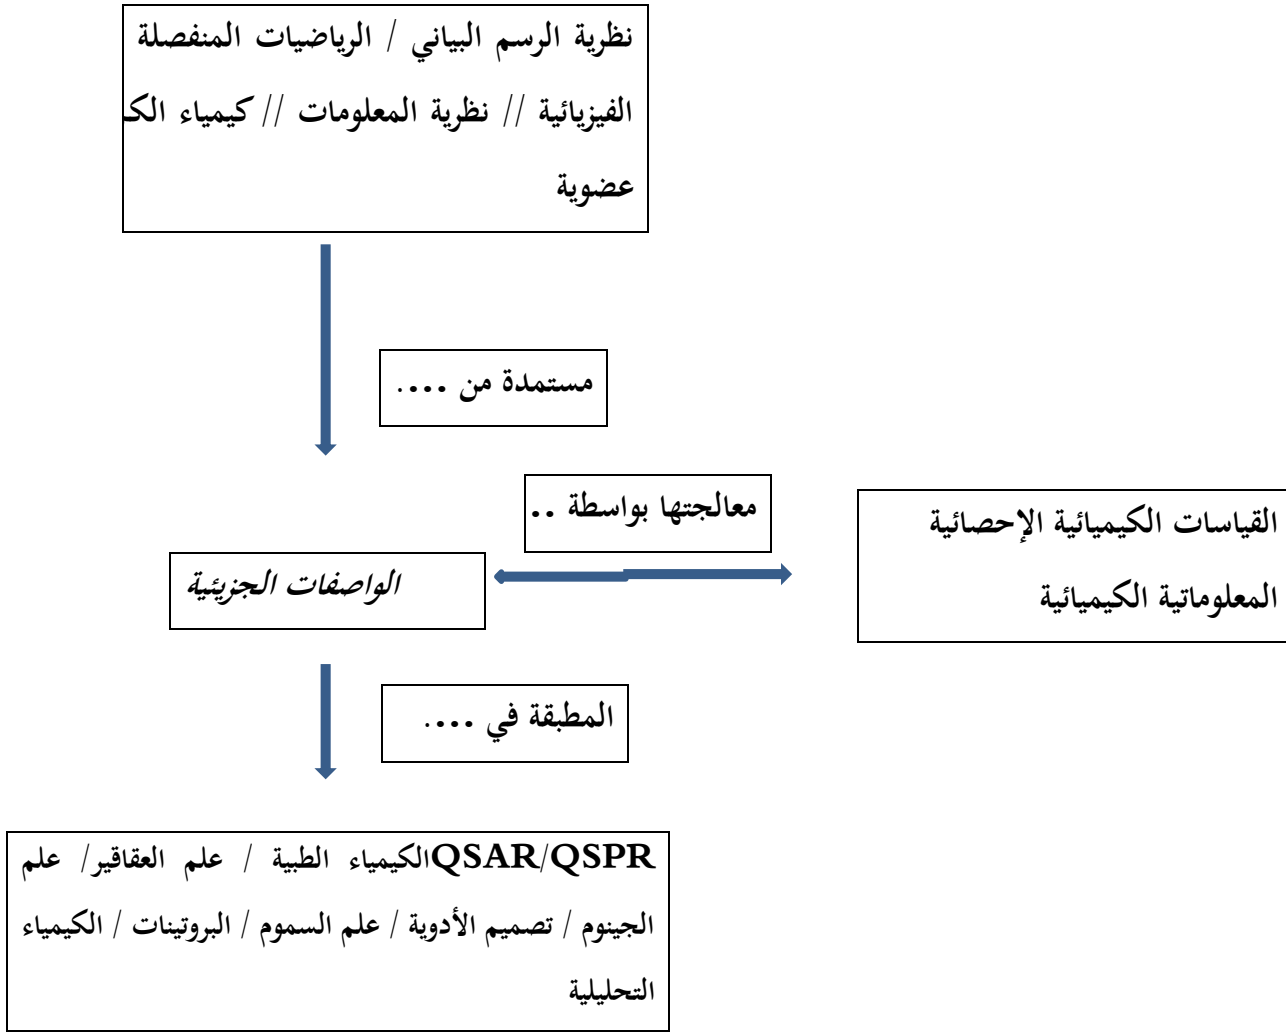 نظرية الرسم البياني / الرياضيات المنفصلة
الفيزيائية // نظرية المعلومات // كيمياء
عضوية
مستمدة من ....
معالجتها بواسطة ..
القياسات الكيميائية الإحصائية
المعلوماتية الكيميائية
الواصفات الجزيئية
المطبقة في ....
QSAR/QSPRالكيمياء الطبية / علم العقاقير/ علم
الجينوم / تصميم الأدوية / علم السموم / البروتينات / الكيمياء
التحليلية